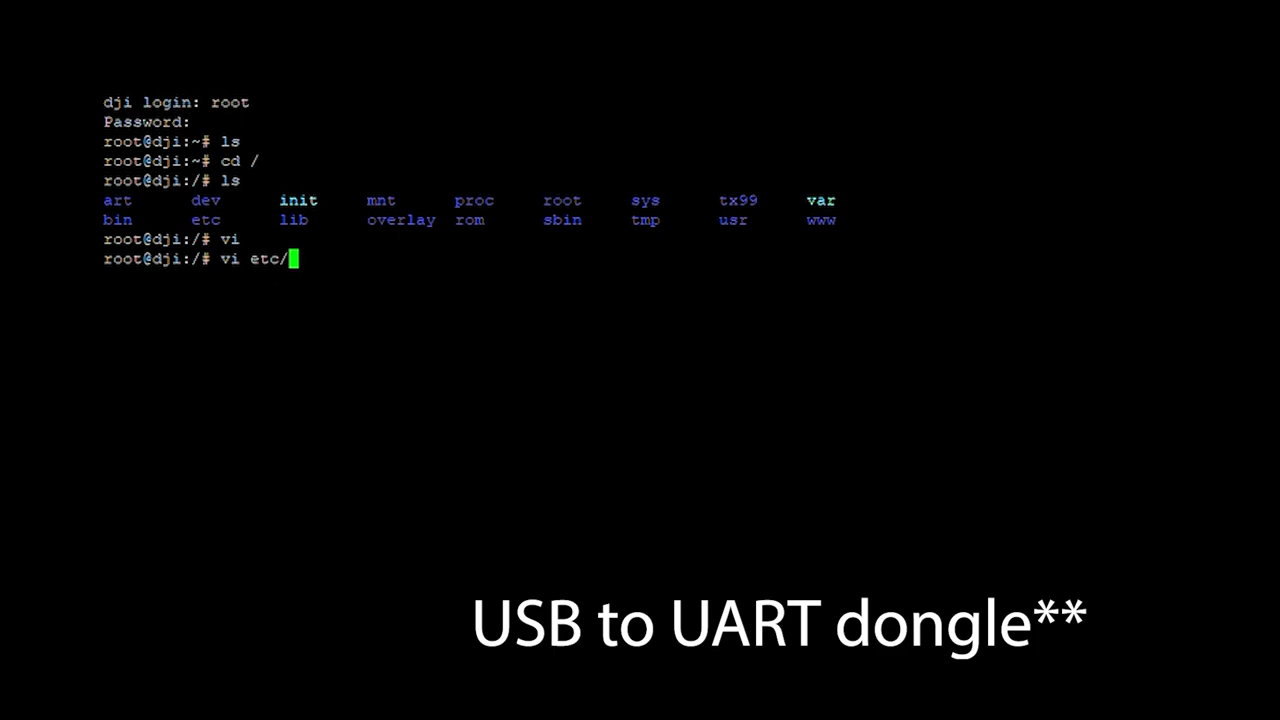 dji login: root
Password:
root@dji:~# ls
root@dji:~# cd /
root@dji:/# ls
art dev init mnt proc root sys tx99 var
bin etc lib overlay rom sbin tmp usr www
root@dji:/# vi
root@dji:/# vi etc/
USB to UART dongle**